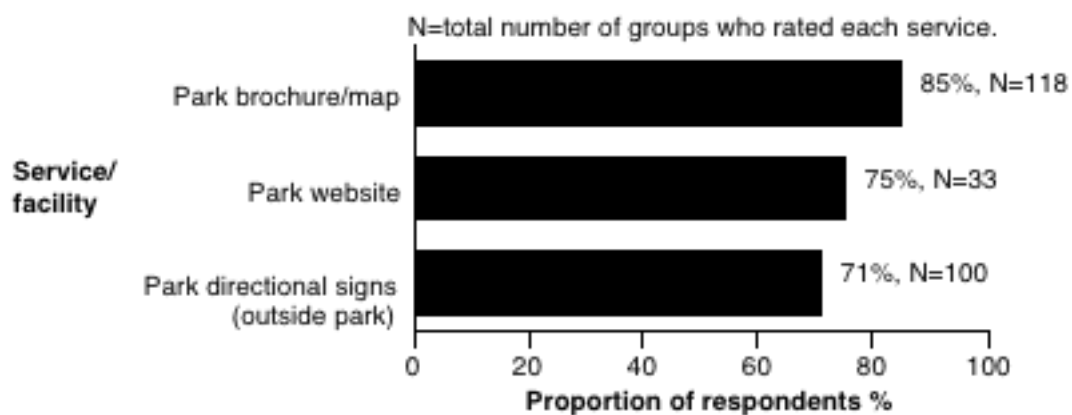 N=total number of groups who rated each service.
Park brochure/map
85%, N=118
Service/
facility
Park website
75%, N=33
Park directional signs
(outside park)
71%, N=100
0 20 40 60 80 100
Proportion of respondents %